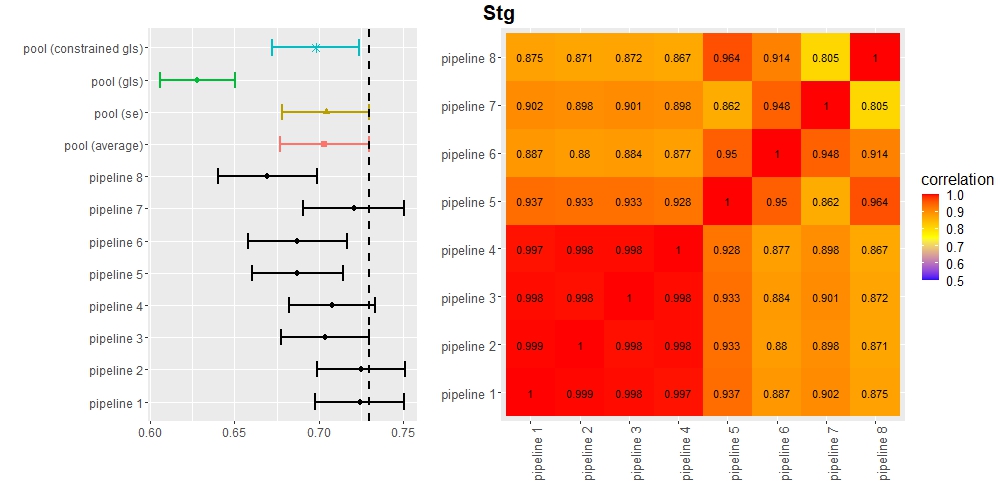 Stg
pool (constrained gls)
pool (gls)
pool (se)
pool (average)
pipeline 8
pipeline 7
pipeline 6
pipeline 5
pipeline 4
pipeline 3
pipeline 2
pipeline 1
0.60 0.65 0.70 0.75
pipeline 8 0.875 0.871 0.872 0.867 0.964 0.914 0.805 1
pipeline 7 0.902 0.898 0.901 0.898 0.862 0.948 1 0.805
pipeline 6 0.887 0.88 0.884 0.877 0.95 1 0.948 0.914
pipeline 5 0.937 0.933 0.933 0.928 1 0.95 0.862 0.964
pipeline 4 0.997 0.998 0.998 1 0.928 0.877 0.898 0.867
pipeline 3 0.998 0.998 1 0.998 0.933 0.884 0.901 0.872
pipeline 2 0.999 1 0.998 0.998 0.933 0.88 0.898 0.871
pipeline 1 1 0.999 0.998 0.997 0.937 0.887 0.902 0.875
pipeline 1
pipeline 2
pipeline 3
pipeline 4
pipeline 5
pipeline 6
pipeline 7
pipeline 8
correlation
1.0
0.9
0.8
0.7
0.6
0.5